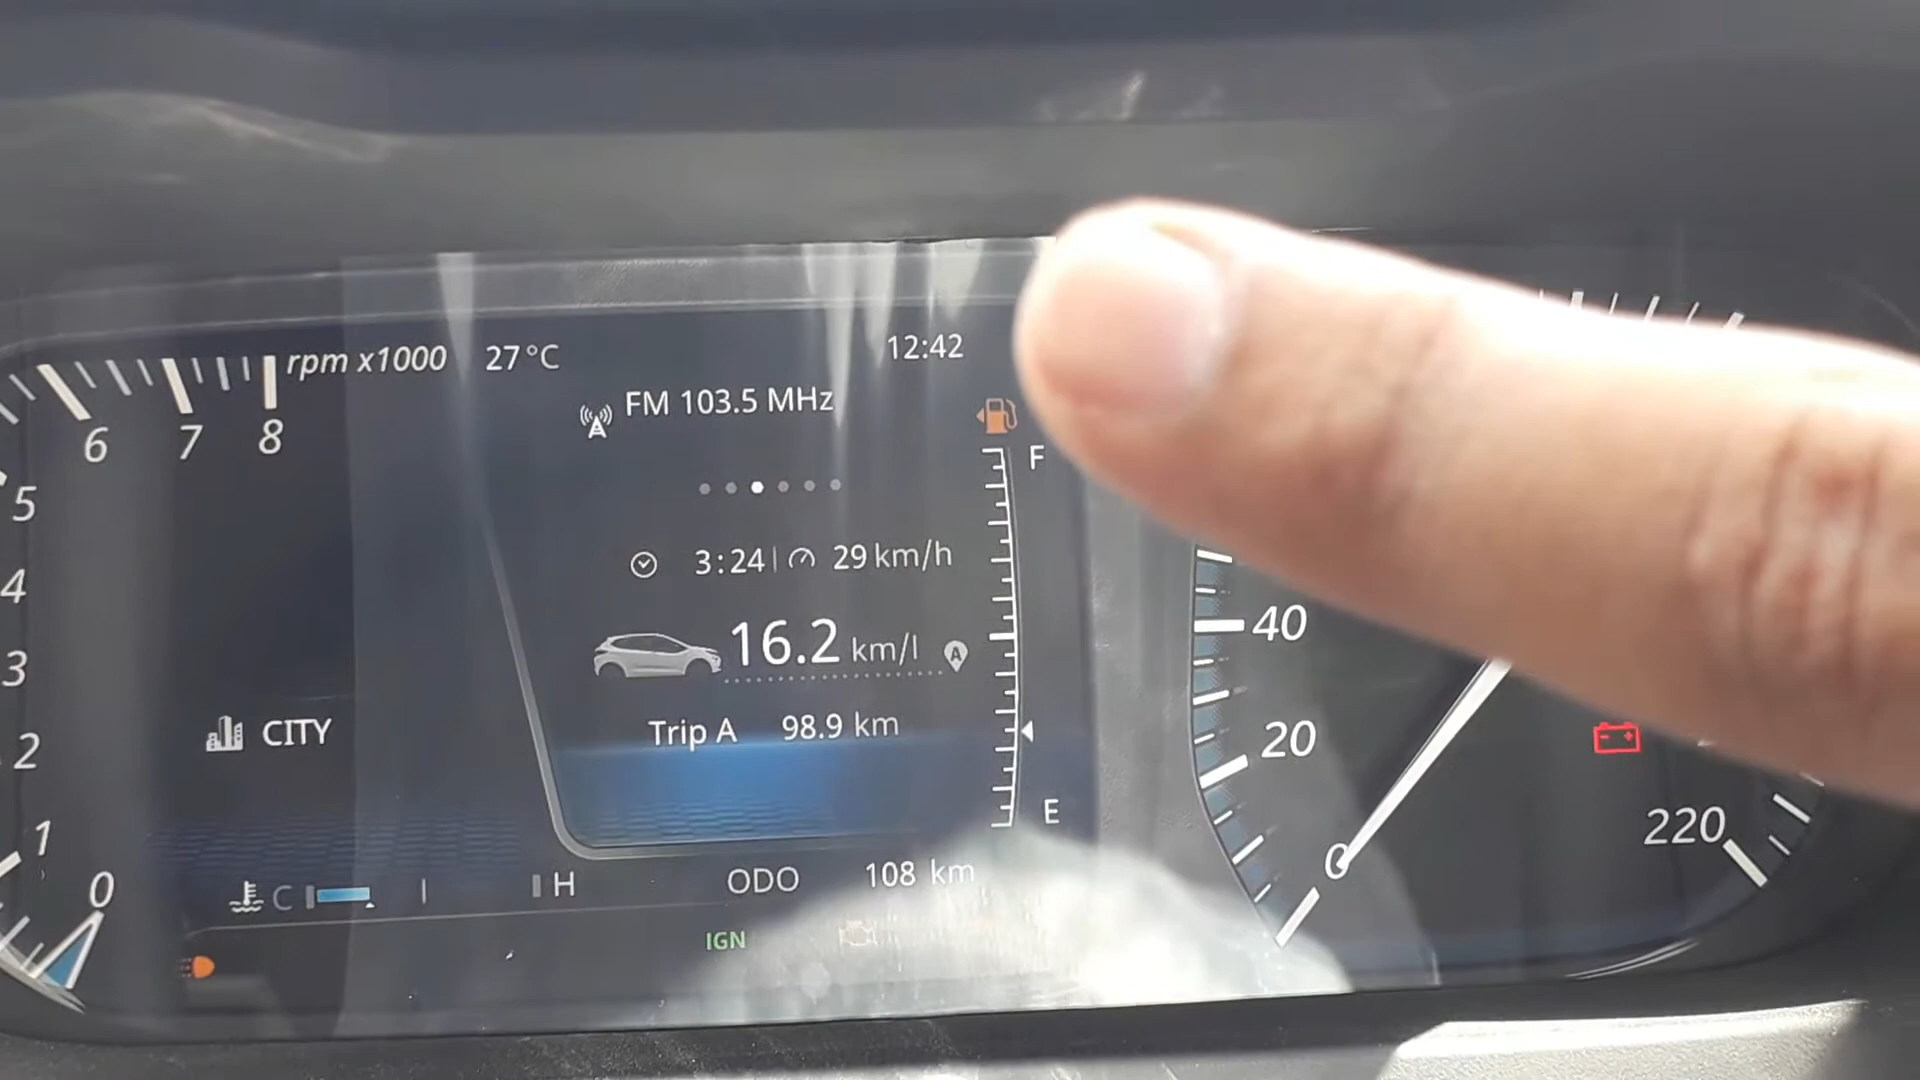 rpm x1000 27°C 12:42
FM 103.5 MHz
6 7 8
F
5
3:24 | 29 km/h
4
40
16.2 km/l A
3
Trip A 98.9 km
CITY
20
2
E
220
1
0
C H ODO 108 km
0
IGN